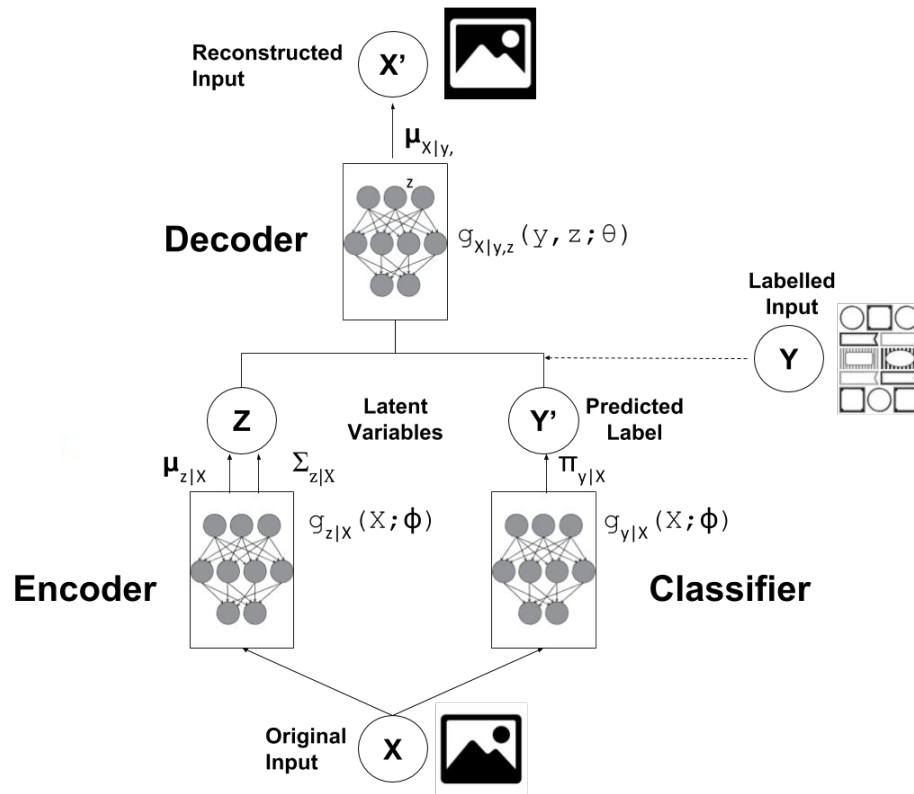 Reconstructed
Input
X'
μX|y,
z
Decoder
gX|y,z(y,z;θ)
Labelled
Input
Y
Z
Latent
Variables
Y'
Predicted
Label
μz|X
Σz|X
πy|X
gz|X(X;ϕ)
gy|X(X;ϕ)
Encoder
Classifier
Original
Input
X